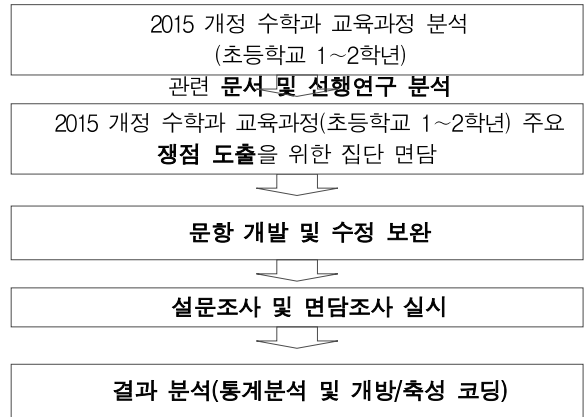 2015 개정 수학과 교육과정 분석
(초등학교 1～2학년)
관련 문서 및 선행연구 분석
2015 개정 수학과 교육과정(초등학교 1～2학년) 주요
쟁점 도출을 위한 집단 면담
문항 개발 및 수정 보완
설문조사 및 면담조사 실시
결과 분석(통계분석 및 개방/축성 코딩)